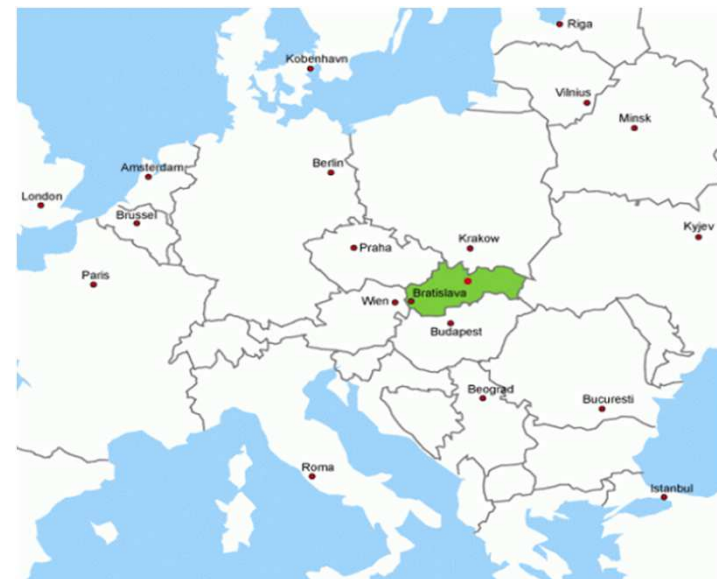 Riga
Kobenhavn
Vilnius
Minsk
Berlin
Amsterdam
London
Brussel
Kyjev
Krakow
Praha
Paris
Bratislava
Wien
Budapest
Beograd
Bucuresti
Roma
Istanbul